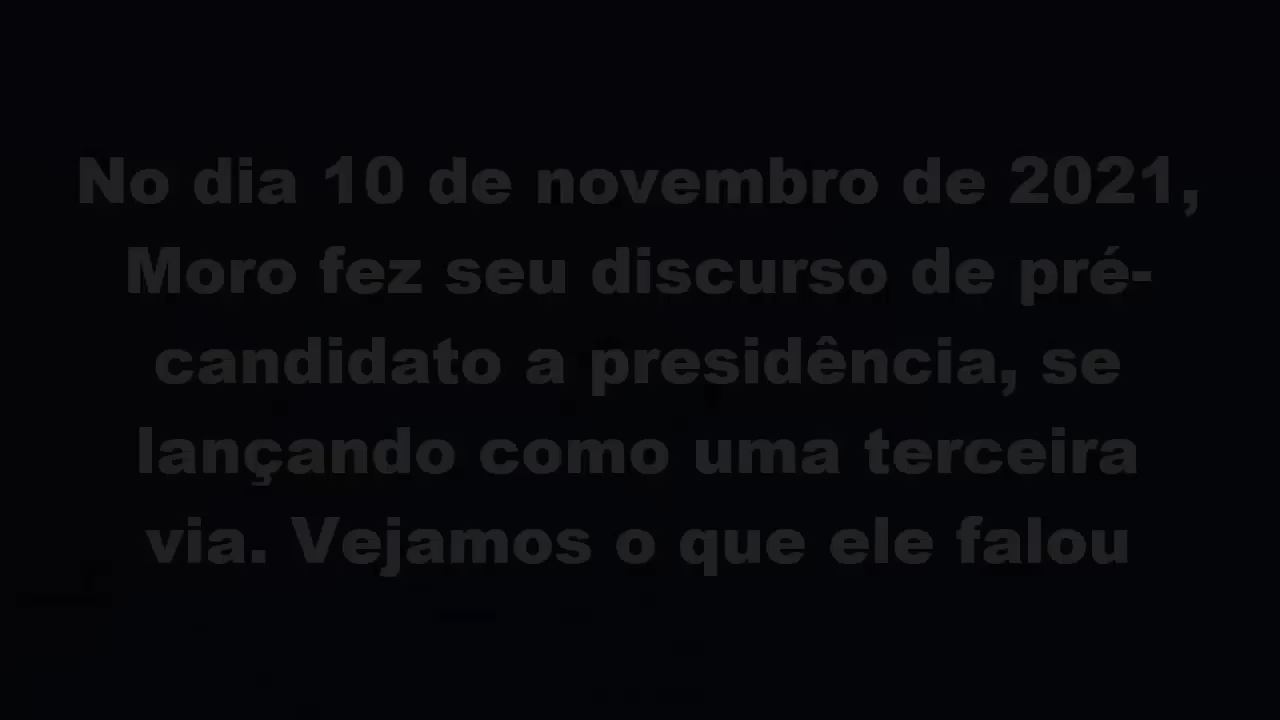 No dia 10 de novembro de 2021,
Moro fez seu discurso de pré-
candidato a presidência, se
lançando como uma terceira
via. Vejamos o que ele falou